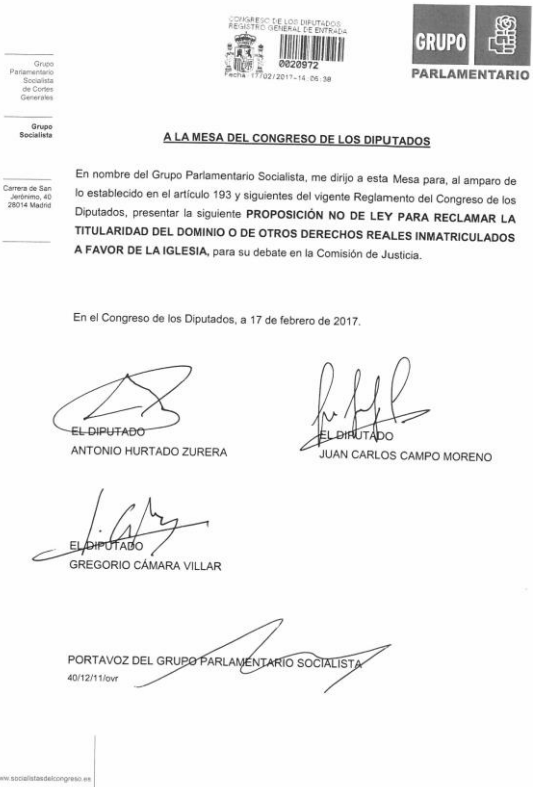 CONGRESO DE LOS DIPUTADOS
REGISTRO GENERAL DE ENTRADA
0020972
Fecha: 17/02/2017-14:06:38
GRUPO
PARLAMENTARIO
Grupo
Parlamentario
Socialista
de Cortes
Generales
Grupo
Socialista
Carrera de San
Jerónimo, 40
28014 Madrid
A LA MESA DEL CONGRESO DE LOS DIPUTADOS
En nombre del Grupo Parlamentario Socialista, me dirijo a esta Mesa para, al amparo de
lo establecido en el artículo 193 y siguientes del vigente Reglamento del Congreso de los
Diputados, presentar la siguiente PROPOSICIÓN NO DE LEY PARA RECLAMAR LA
TITULARIDAD DEL DOMINIO O DE OTROS DERECHOS REALES INMATRICULADOS
A FAVOR DE LA IGLESIA, para su debate en la Comisión de Justicia.
En el Congreso de los Diputados, a 17 de febrero de 2017.
EL DIPUTADO
ANTONIO HURTADO ZURERA
EL DIPUTADO
JUAN CARLOS CAMPO MORENO
EL DIPUTADO
GREGORIO CÁMARA VILLAR
PORTAVOZ DEL GRUPO PARLAMENTARIO SOCIALISTA
40/12/11/ovr
ww.socialistasdelcongreso.es